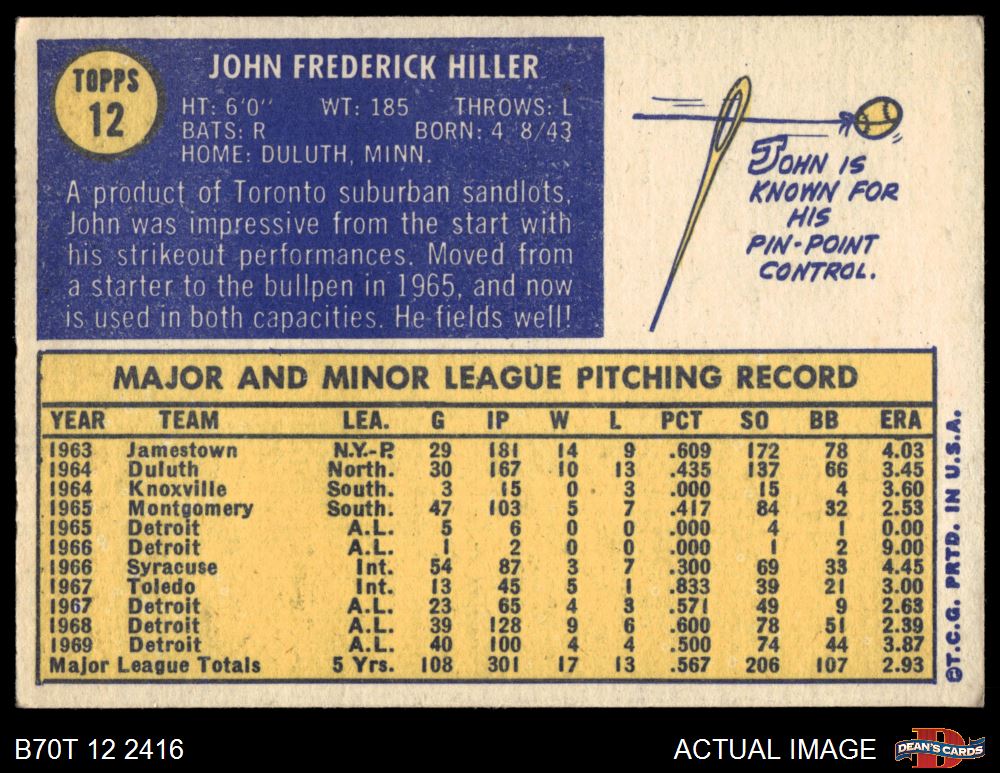 TOPPS
12
JOHN FREDERICK HILLER
HT: 6'0" WT: 185 THROWS: L
BATS: R BORN: 4 8/43
HOME: DULUTH, MINN.
A product of Toronto suburban sandlots,
John was impressive from the start with
his strikeout performances. Moved from
a starter to the bullpen in 1965, and now
is used in both capacities. He fields well!
JOHN IS
KNOWN FOR
HIS
PIN-POINT
CONTROL.
MAJOR AND MINOR LEAGUE PITCHING RECORD
YEAR TEAM LEA. G IP W L PCT SO BB ERA
1963 Jamestown N.Y.-P. 29 181 14 9 .609 172 78 4.03
1964 Duluth North. 30 167 10 13 .435 137 66 3.45
1964 Knoxville South. 3 15 0 3 .000 15 4 3.60
1965 Montgomery South. 47 103 5 7 .417 84 32 2.53
1965 Detroit A.L. 5 6 0 0 .000 4 1 0.00
1966 Detroit A.L. 1 2 0 0 .000 1 2 9.00
1966 Syracuse Int. 54 87 3 7 .300 69 33 4.45
1967 Toledo Int. 13 45 5 1 .833 39 21 3.00
1967 Detroit A.L. 23 65 4 3 .571 49 9 2.63
1968 Detroit A.L. 39 128 9 6 .600 78 51 2.39
1969 Detroit A.L. 40 100 4 4 .500 74 44 3.87
Major League Totals 5 Yrs. 108 301 17 13 .567 206 107 2.93
©T.C.G. PRTD. IN U.S.A.
B70T 12 2416 ACTUAL IMAGE
DEAN'S CARDS